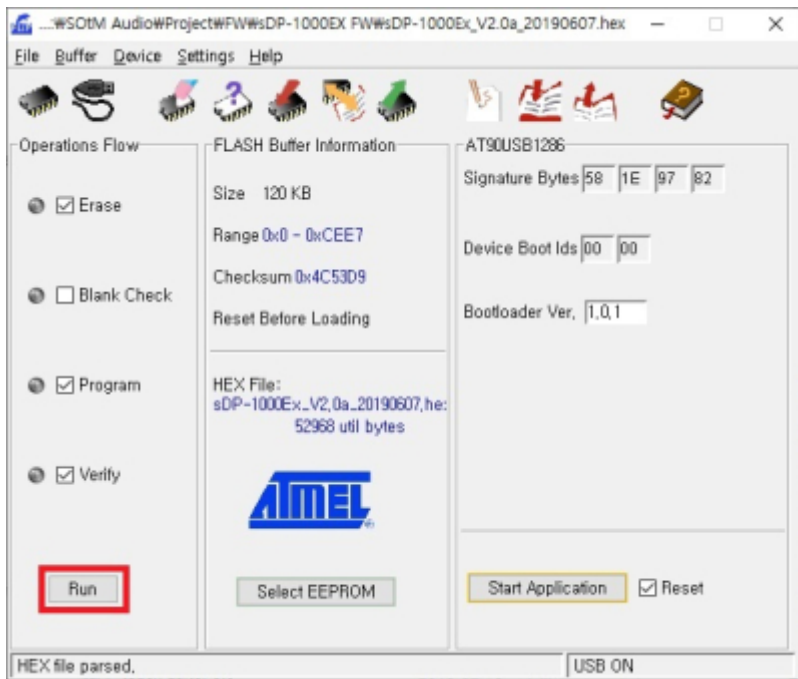 ...₩SOtM Audio₩Project₩FW₩sDP-1000EX FW₩sDP-1000Ex_V2.0a_20190607.hex
File Buffer Device Settings Help
Operations Flow
Erase
Blank Check
Program
Verify
Run
FLASH Buffer Information
Size 120 KB
Range 0x0 - 0xCEE7
Checksum 0x4C53D9
Reset Before Loading
HEX File:
sDP-1000Ex_V2,0a_20190607,he
52968 util bytes
ATMEL
Select EEPROM
AT90USB1286
Signature Bytes 58 1E 97 82
Device Boot Ids 00 00
Bootloader Ver, 1,0,1
Start Application Reset
HEX file parsed,
USB ON